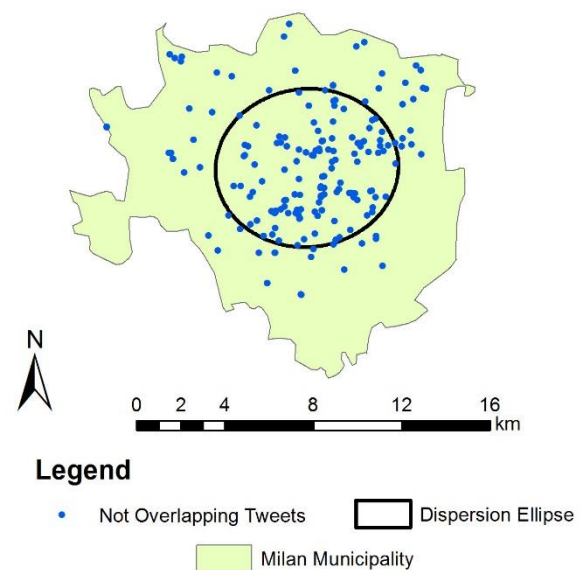 N
0 2 4 8 12 16
km
Legend
Not Overlapping Tweets Dispersion Ellipse
Milan Municipality